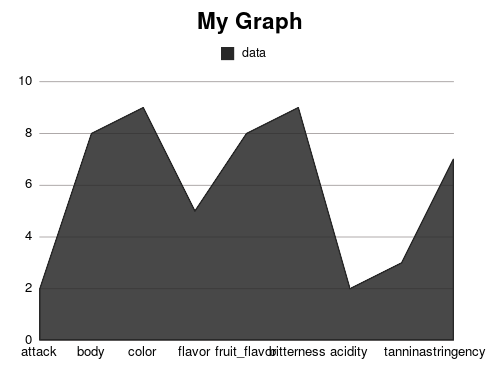 My Graph
data
10
8
6
4
2
0
attack body color flavor fruit_flavor bitterness acidity tannin astringency